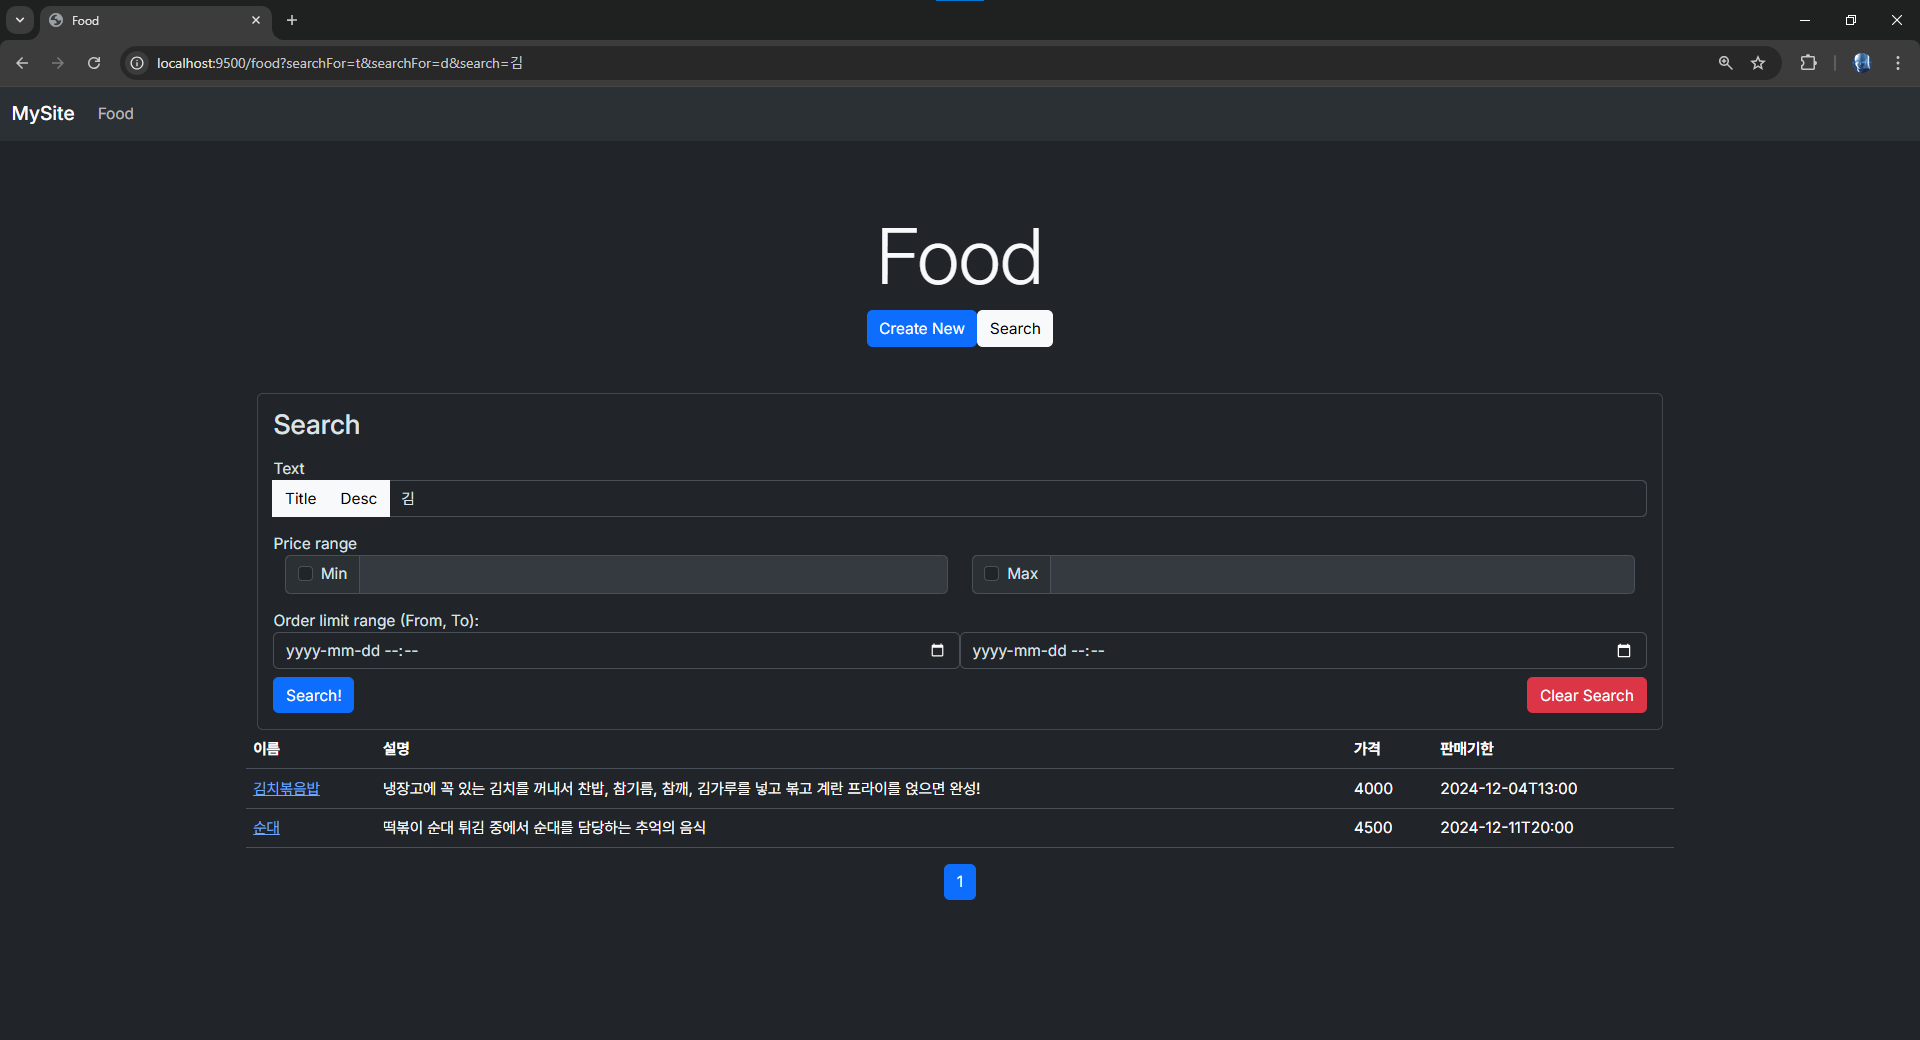 Food
localhost:9500/food?searchFor=t&searchFor=d&search=김
MySite Food
Food
Create New Search
Search
Text
Title Desc 김
Price range
Min Max
Order limit range (From, To):
yyyy-mm-dd --:-- yyyy-mm-dd --:--
Search! Clear Search
이름 설명 가격 판매기한
김치볶음밥 냉장고에 꼭 있는 김치를 꺼내서 찬밥, 참기름, 참깨, 김가루를 넣고 볶고 계란 프라이를 얹으면 완성! 4000 2024-12-04T13:00
순대 떡볶이 순대 튀김 중에서 순대를 담당하는 추억의 음식 4500 2024-12-11T20:00
1